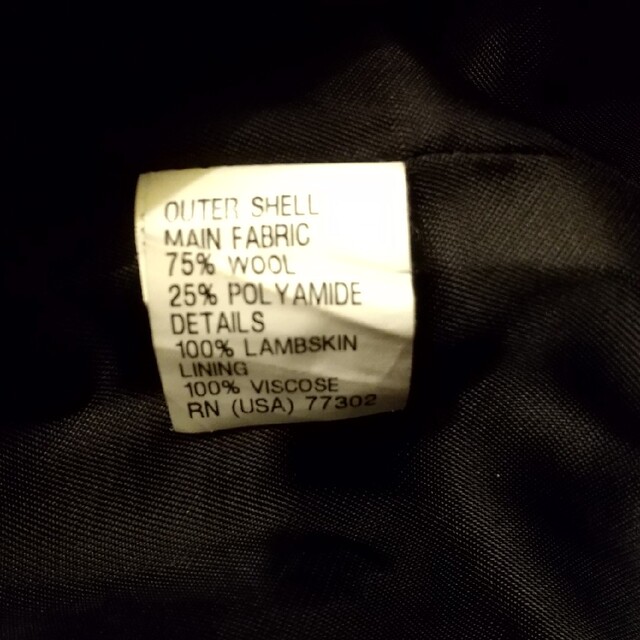 OUTER SHELL
MAIN FABRIC
75% WOOL
25% POLYAMIDE
DETAILS
100% LAMBSKIN
LINING
100% VISCOSE
RN (USA) 77302